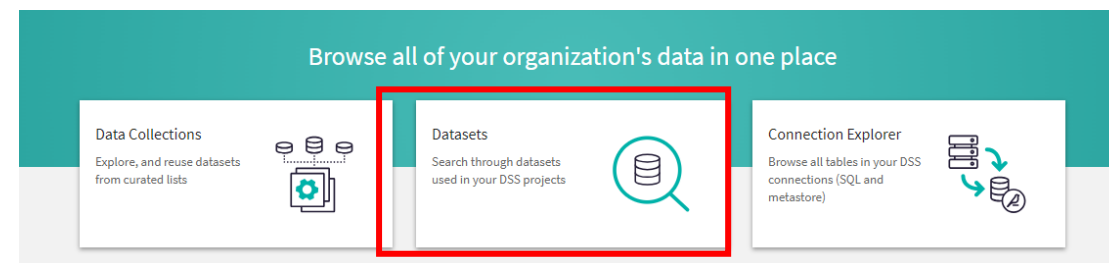 Browse all of your organization's data in one place
Data Collections
Explore, and reuse datasets
from curated lists
Datasets
Search through datasets
used in your DSS projects
Connection Explorer
Browse all tables in your DSS
connections (SQL and
metastore)